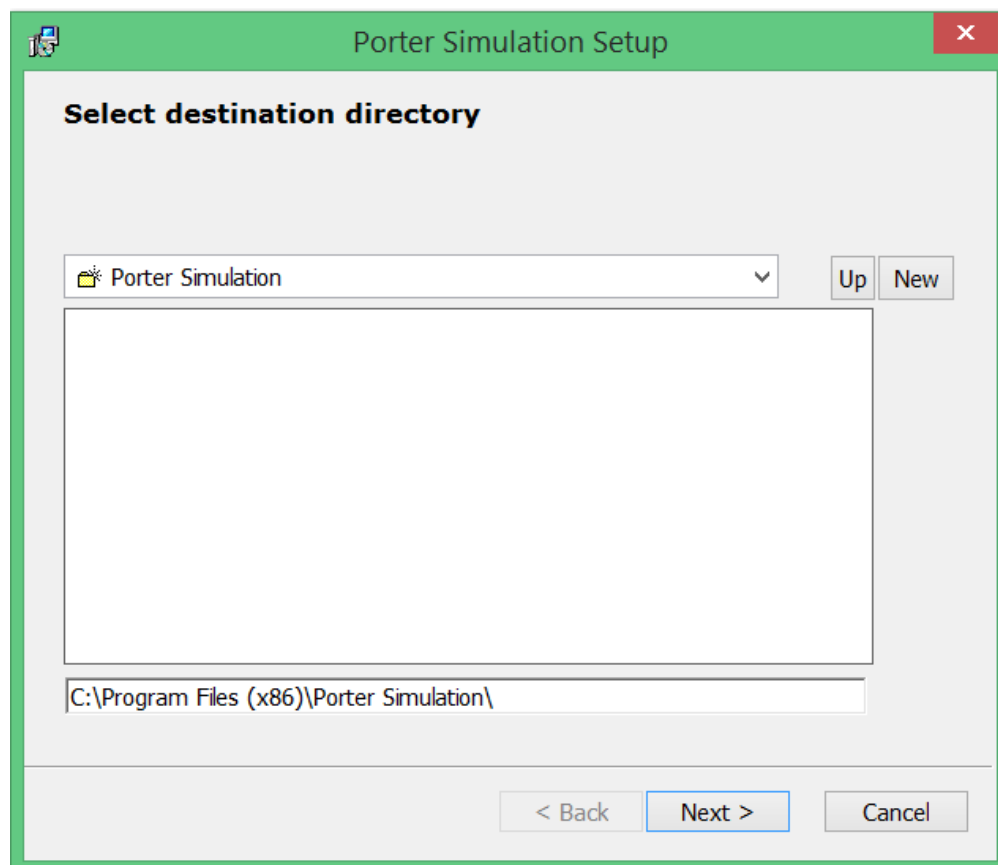 Porter Simulation Setup
Select destination directory
Porter Simulation
Up New
C:\Program Files (x86)\Porter Simulation\
< Back Next > Cancel